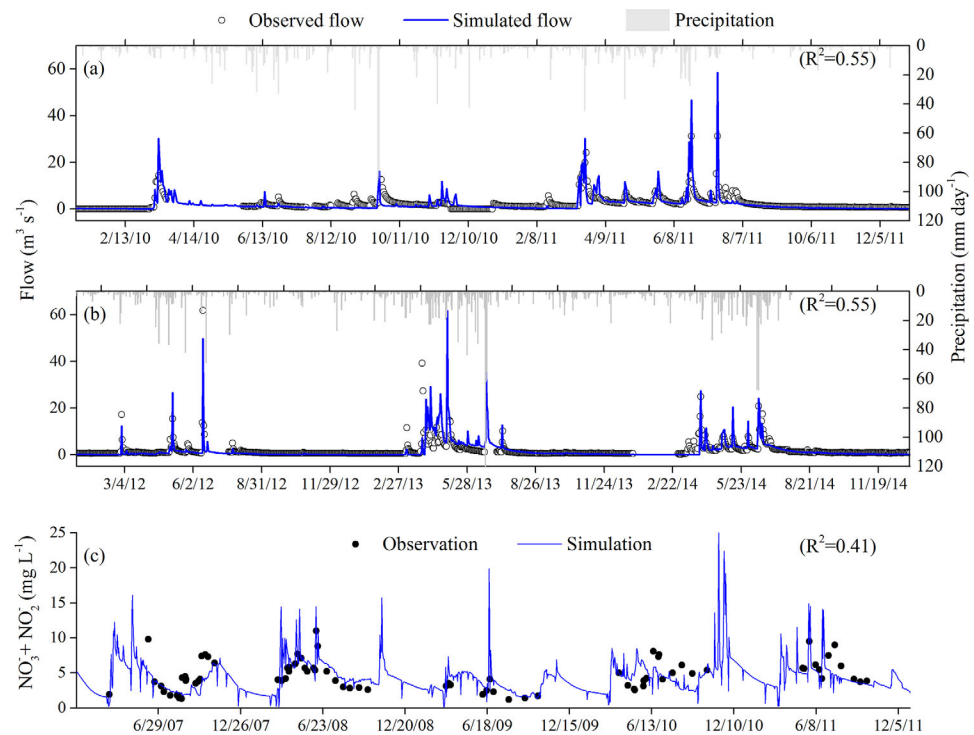 Observed flow Simulated flow Precipitation
(a) (R²=0.55)
60
40
20
0
0
20
40
60
80
100
120
2/13/10 4/14/10 6/13/10 8/12/10 10/11/10 12/10/10 2/8/11 4/9/11 6/8/11 8/7/11 10/6/11 12/5/11
Flow (m³ s⁻¹)
Precipitation (mm day⁻¹)
(b) (R²=0.55)
60
40
20
0
0
20
40
60
80
100
120
3/4/12 6/2/12 8/31/12 11/29/12 2/27/13 5/28/13 8/26/13 11/24/13 2/22/14 5/23/14 8/21/14 11/19/14
(c) Observation Simulation (R²=0.41)
NO₃⁻+ NO₂⁻ (mg L⁻¹)
25
20
15
10
5
0
6/29/07 12/26/07 6/23/08 12/20/08 6/18/09 12/15/09 6/13/10 12/10/10 6/8/11 12/5/11